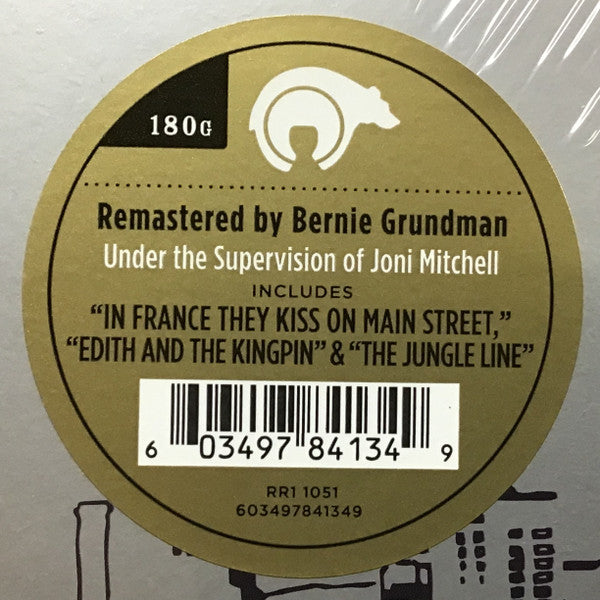 180G
Remastered by Bernie Grundman
Under the Supervision of Joni Mitchell
INCLUDES
“IN FRANCE THEY KISS ON MAIN STREET,”
“EDITH AND THE KINGPIN” & “THE JUNGLE LINE”
6 03497 84134 9
RR1 1051
603497841349